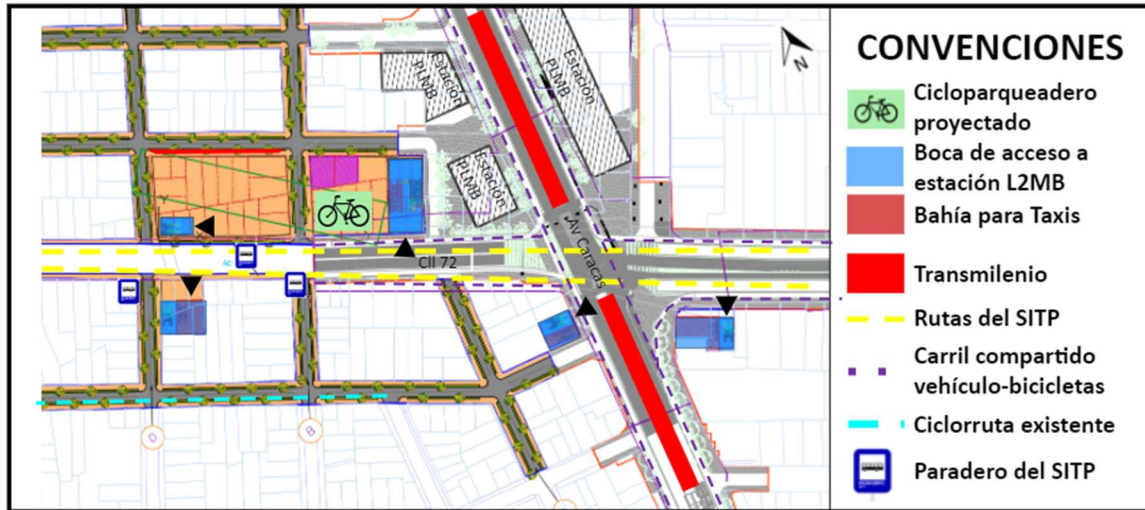 Estación
PLMB
Estación
PLMB
Estación
PLMB
N
Av Caracas
Cll 72
AC
D
B
CONVENCIONES
Cicloparqueadero
proyectado
Boca de acceso a
estación L2MB
Bahía para Taxis
Transmilenio
Rutas del SITP
Carril compartido
vehículo-bicicletas
Ciclorruta existente
Paradero del SITP